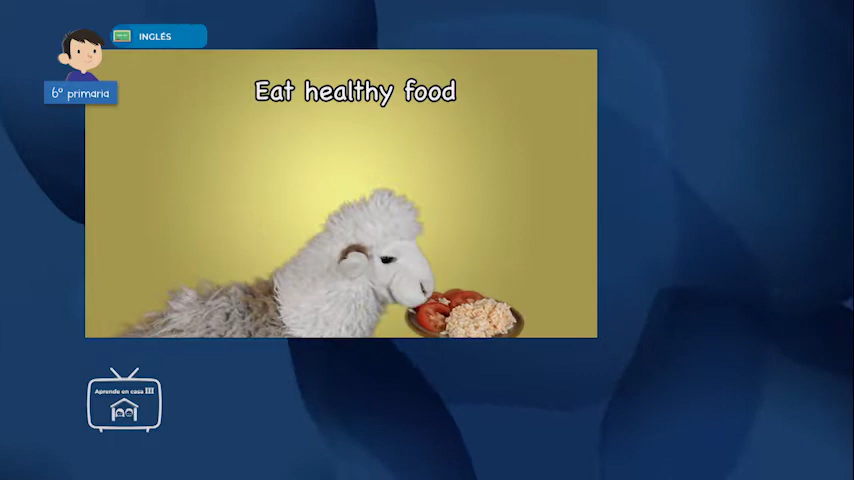 INGLÉS
6º primaria
Eat healthy food
Aprende en casa III